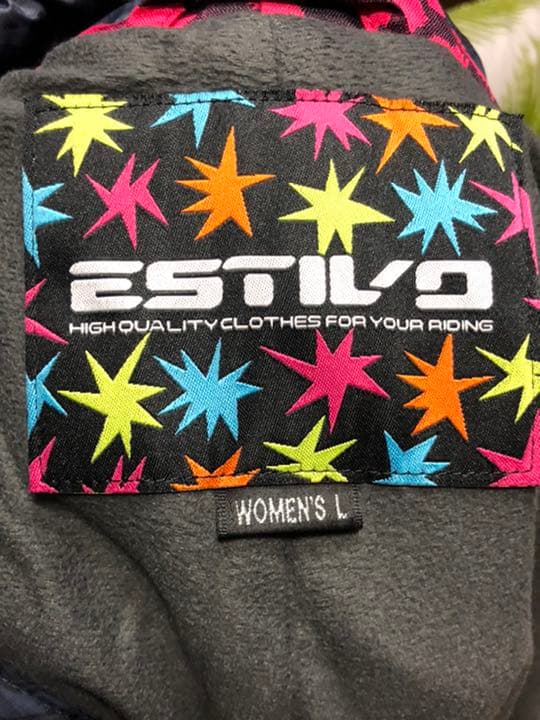 ESTIVO
HIGH QUALITY CLOTHES FOR YOUR RIDING
WOMEN'S L